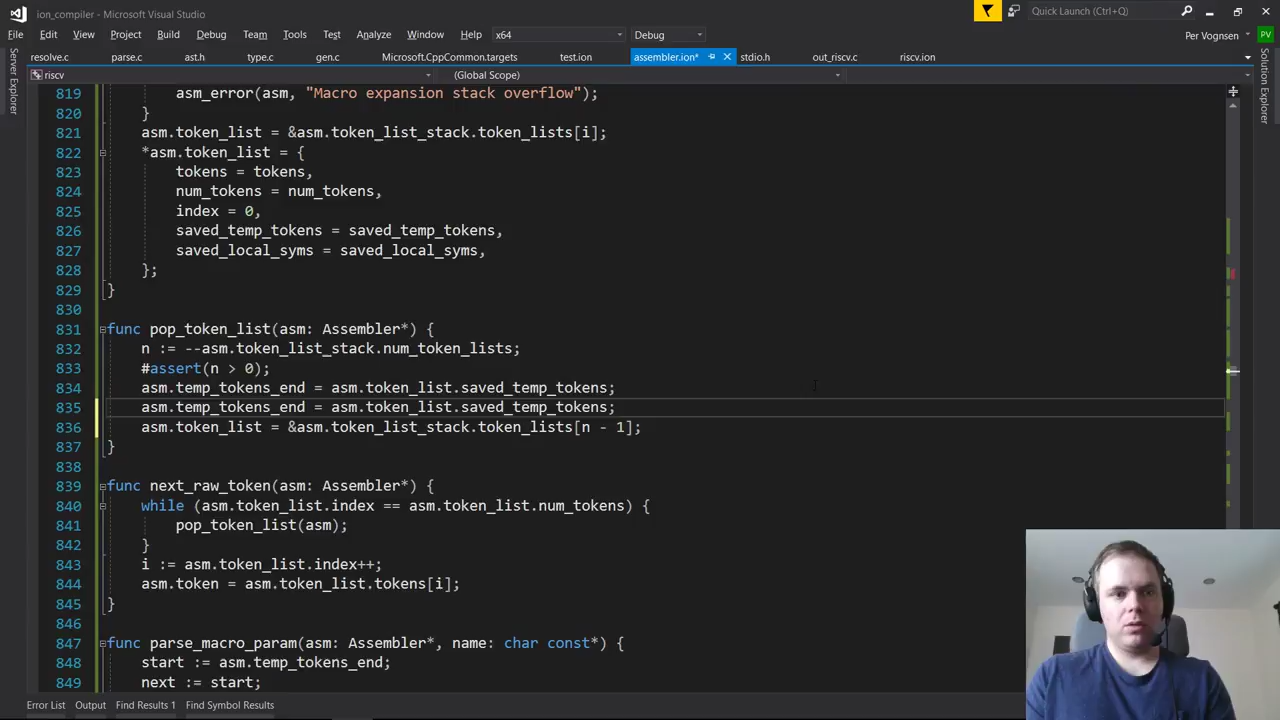 ion_compiler - Microsoft Visual Studio
Quick Launch (Ctrl+Q)
File Edit View Project Build Debug Team Tools Test Analyze Window Help x64 Debug
Per Vognsen PV
resolve.c parse.c ast.h type.c gen.c Microsoft.CppCommon.targets test.ion assembler.ion* stdio.h out_riscv.c riscv.ion
riscv (Global Scope)
Server Explorer
Solution Explorer
819 asm_error(asm, "Macro expansion stack overflow");
820 }
821 asm.token_list = &asm.token_list_stack.token_lists[i];
822 *asm.token_list = {
823 tokens = tokens,
824 num_tokens = num_tokens,
825 index = 0,
826 saved_temp_tokens = saved_temp_tokens,
827 saved_local_syms = saved_local_syms,
828 };
829 }
830
831 func pop_token_list(asm: Assembler*) {
832 n := --asm.token_list_stack.num_token_lists;
833 #assert(n > 0);
834 asm.temp_tokens_end = asm.token_list.saved_temp_tokens;
835 asm.temp_tokens_end = asm.token_list.saved_temp_tokens;
836 asm.token_list = &asm.token_list_stack.token_lists[n - 1];
837 }
838
839 func next_raw_token(asm: Assembler*) {
840 while (asm.token_list.index == asm.token_list.num_tokens) {
841 pop_token_list(asm);
842 }
843 i := asm.token_list.index++;
844 asm.token = asm.token_list.tokens[i];
845 }
846
847 func parse_macro_param(asm: Assembler*, name: char const*) {
848 start := asm.temp_tokens_end;
849 next := start;
Error List Output Find Results 1 Find Symbol Results